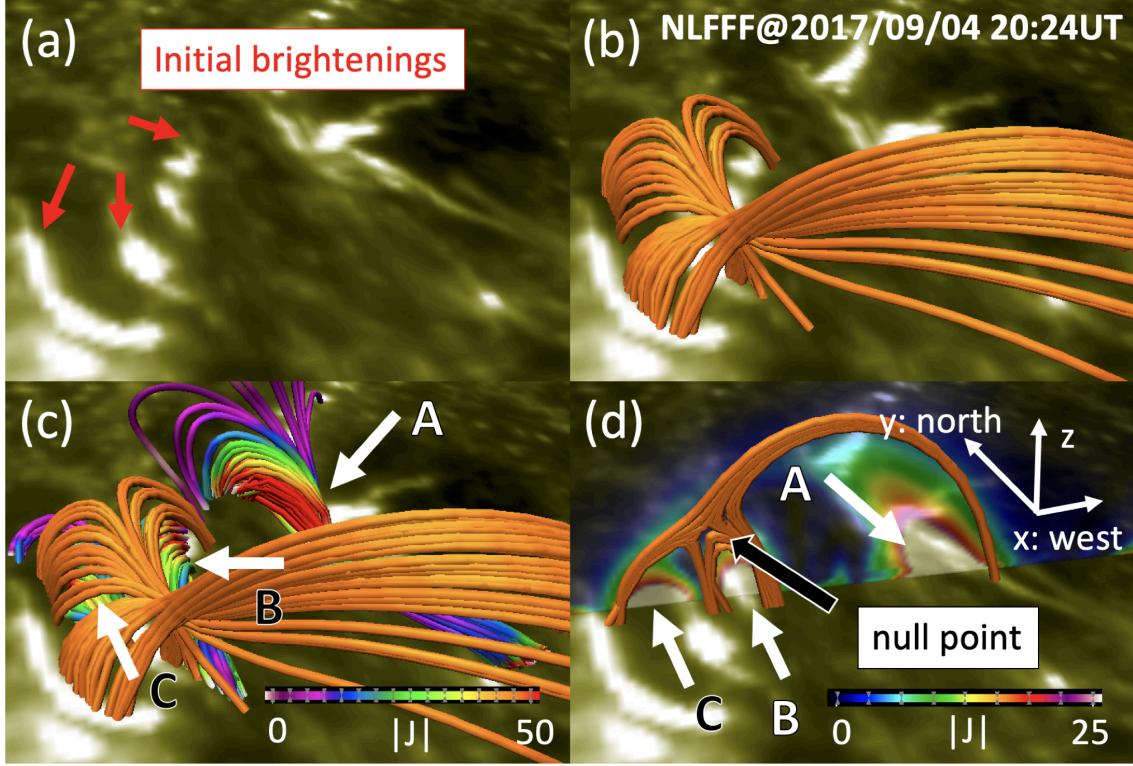 (a)
Initial brightenings
(b)
NLFFF@2017/09/04 20:24UT
(c)
A
B
C
0 |J| 50
(d)
y: north
z
A
x: west
null point
C
B
0 |J| 25